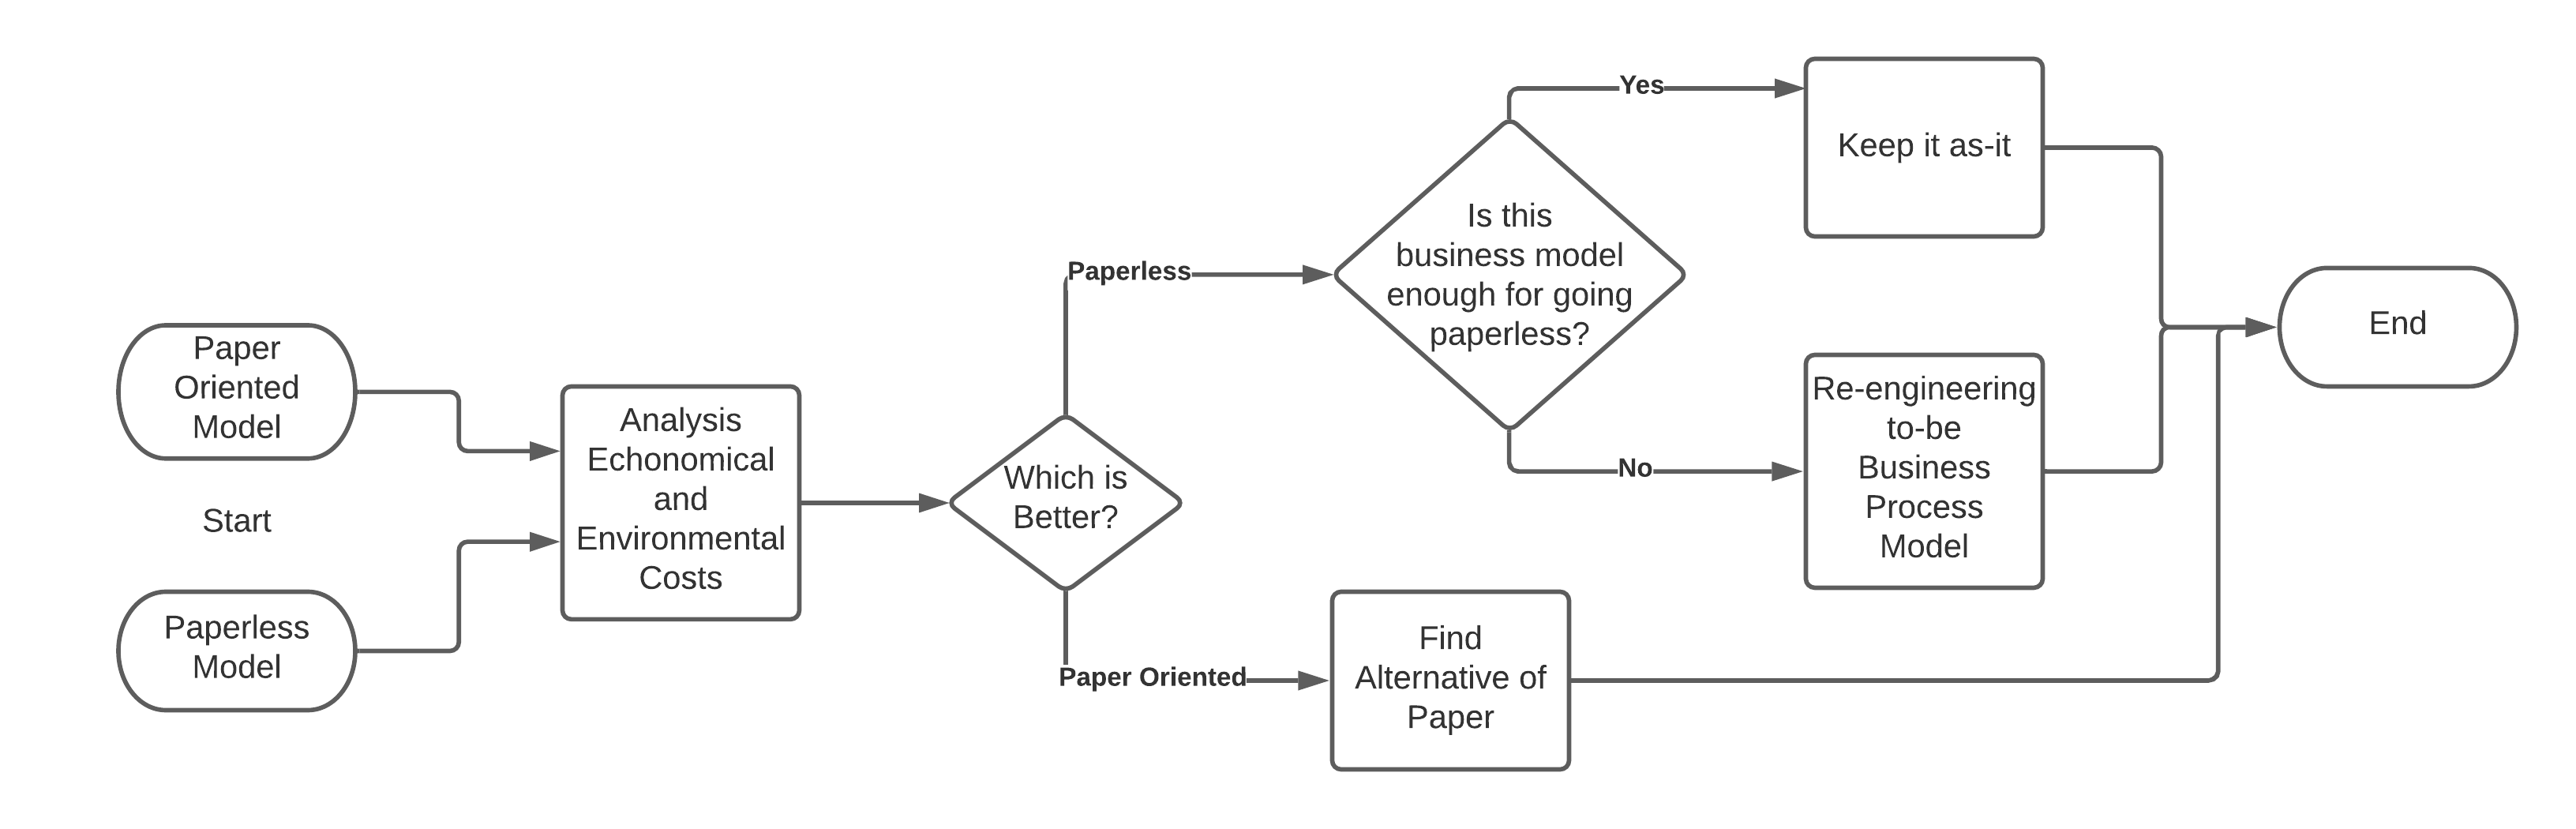 Paper
Oriented
Model
Start
Paperless
Model
Analysis
Echonomical
and
Environmental
Costs
Which is
Better?
Paperless
Paper Oriented
Is this
business model
enough for going
paperless?
Yes
No
Keep it as-it
Re-engineering
to-be
Business
Process
Model
Find
Alternative of
Paper
End